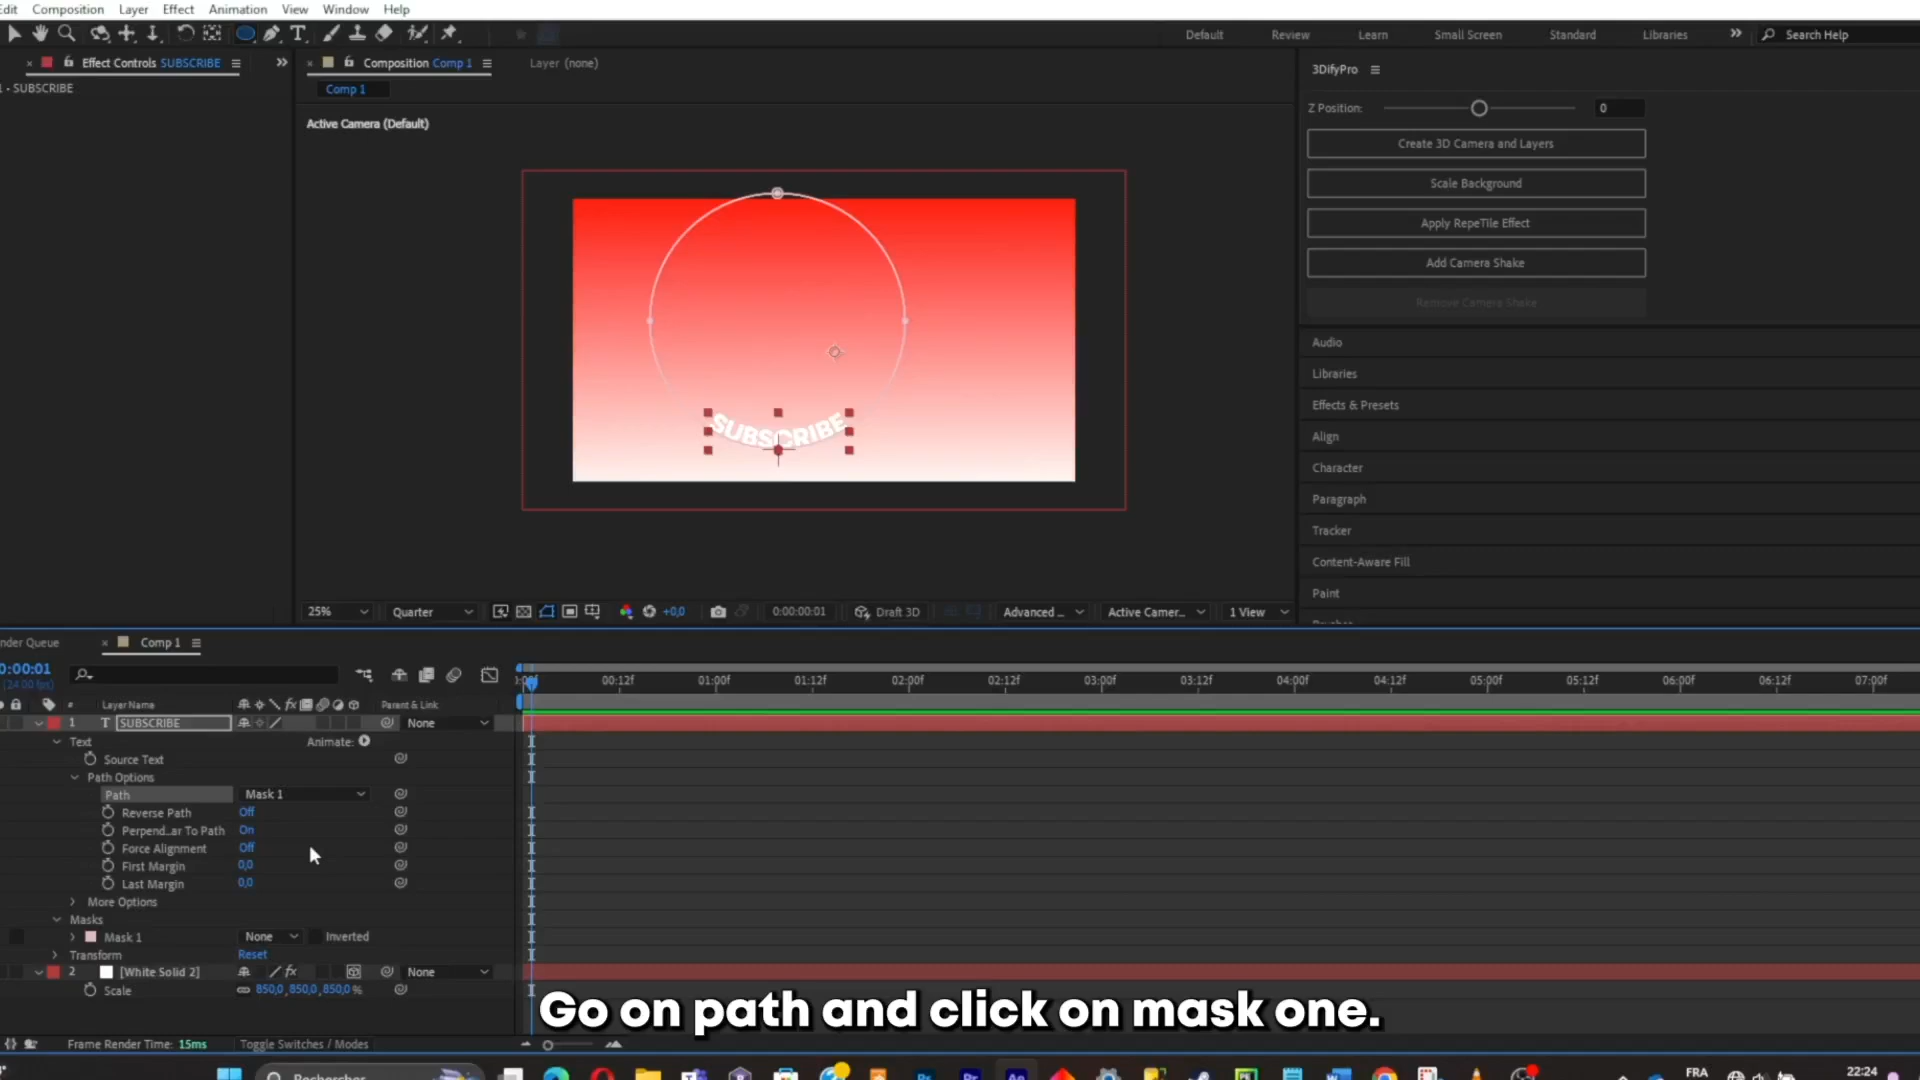 Edit Composition Layer Effect Animation View Window Help
Default Review Learn Small Screen Standard Libraries Search Help
Effect Controls SUBSCRIBE
Composition Comp 1
Layer (none)
- SUBSCRIBE
Comp 1
Active Camera (Default)
SUBSCRIBE
3DifyPro
Z Position: 0
Create 3D Camera and Layers
Scale Background
Apply RepeTile Effect
Add Camera Shake
Remove Camera Shake
Audio
Libraries
Effects & Presets
Align
Character
Paragraph
Tracker
Content-Aware Fill
Paint
25% Quarter +0,0 0:00:00:01 Draft 3D Advanced ... Active Camer... 1 View
nder Queue Comp 1
0:00:01
(24.00 fps)
00:12f 01:00f 01:12f 02:00f 02:12f 03:00f 03:12f 04:00f 04:12f 05:00f 05:12f 06:00f 06:12f 07:00f
# Layer Name Parent & Link
1 T SUBSCRIBE None
Text Animate:
Source Text
Path Options
Path Mask 1
Reverse Path Off
Perpend...ar To Path On
Force Alignment Off
First Margin 0,0
Last Margin 0,0
More Options
Masks
Mask 1 None Inverted
Transform Reset
2 [White Solid 2] None
Scale 850,0,850,0,850,0%
Go on path and click on mask one.
Frame Render Time: 15ms Toggle Switches / Modes
Rechercher
FRA
22:24